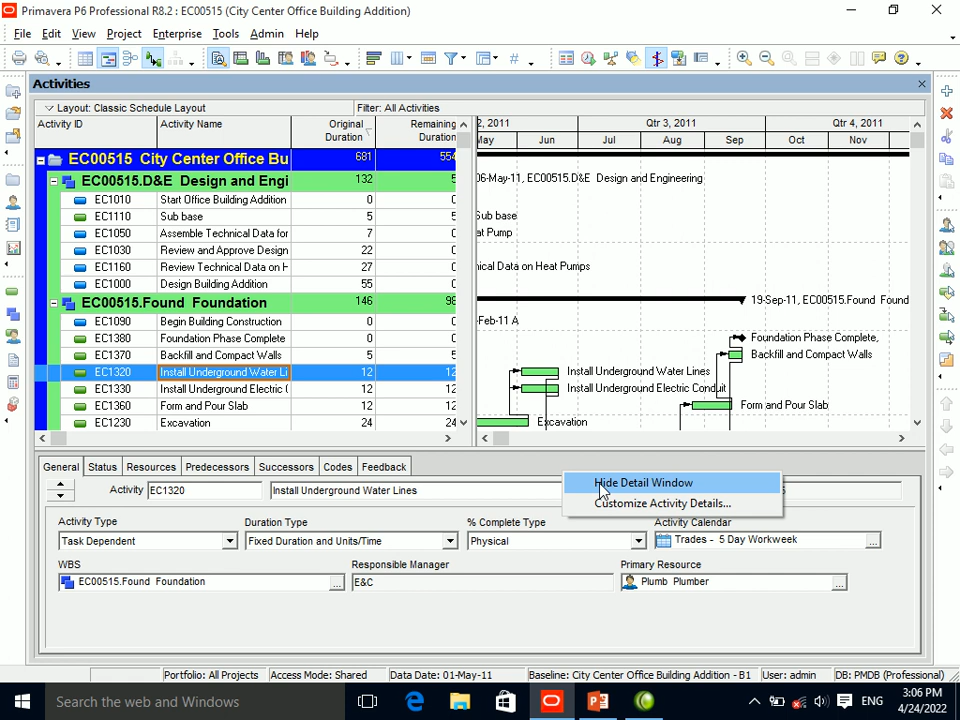 Primavera P6 Professional R8.2 : EC00515 (City Center Office Building Addition)
File Edit View Project Enterprise Tools Admin Help
Activities
Layout: Classic Schedule Layout Filter: All Activities
Activity ID Activity Name Original Duration Remaining Duration
2, 2011 Qtr 3, 2011 Qtr 4, 2011
May Jun Jul Aug Sep Oct Nov
EC00515 City Center Office Bu 681 554
EC00515.D&E Design and Engi 132 5 06-May-11, EC00515.D&E Design and Engineering
EC1010 Start Office Building Addition 0
EC1110 Sub base 5 Sub base
EC1050 Assemble Technical Data for 7 at Pump
EC1030 Review and Approve Design 22
EC1160 Review Technical Data on H 27 nical Data on Heat Pumps
EC1000 Design Building Addition 55
EC00515.Found Foundation 146 98 19-Sep-11, EC00515.Found Found
EC1090 Begin Building Construction 0 -Feb-11 A
EC1380 Foundation Phase Complete 0 Foundation Phase Complete,
EC1370 Backfill and Compact Walls 5 Backfill and Compact Walls
EC1320 Install Underground Water Li 12 12 Install Underground Water Lines
EC1330 Install Underground Electric C 12 12 Install Underground Electric Conduit
EC1360 Form and Pour Slab 12 12 Form and Pour Slab
EC1230 Excavation 24 24 Excavation
General Status Resources Predecessors Successors Codes Feedback
Activity EC1320 Install Underground Water Lines
Hide Detail Window
Customize Activity Details...
Activity Type Duration Type % Complete Type Activity Calendar
Task Dependent Fixed Duration and Units/Time Physical Trades - 5 Day Workweek
WBS Responsible Manager Primary Resource
EC00515.Found Foundation E&C Plumb Plumber
Portfolio: All Projects Access Mode: Shared Data Date: 01-May-11 Baseline: City Center Office Building Addition - B1 User: admin DB: PMDB (Professional)
Search the web and Windows
ENG
3:06 PM
4/24/2022